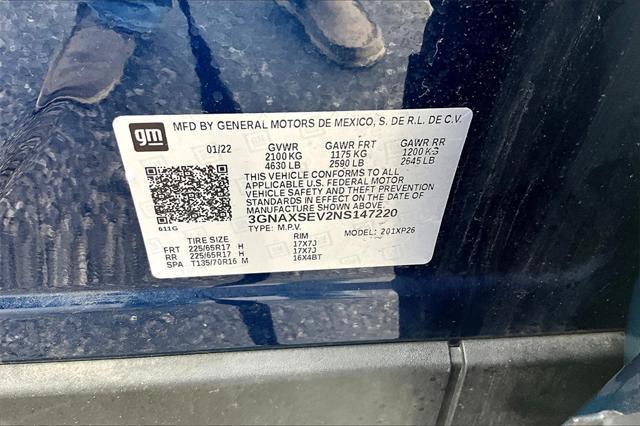 gm
MFD BY GENERAL MOTORS DE MEXICO, S. DE R.L. DE C.V.
01/22 GVWR GAWR FRT GAWR RR
2100 KG 1175 KG 1200 KG
4630 LB 2590 LB 2645 LB
THIS VEHICLE CONFORMS TO ALL
APPLICABLE U.S. FEDERAL MOTOR
VEHICLE SAFETY AND THEFT PREVENTION
STANDARDS IN EFFECT ON THE DATE OF
MANUFACTURE SHOWN ABOVE.
3GNAXSEV2NS147220
611G TYPE: M.P.V. MODEL: 201XP26
TIRE SIZE RIM
FRT 225/65R17 H 17X7J
RR 225/65R17 H 17X7J
SPA T135/70R16 M 16X4BT